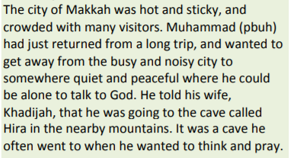 The city of Makkah was hot and sticky, and
crowded with many visitors. Muhammad (pbuh)
had just returned from a long trip, and wanted to
get away from the busy and noisy city to
somewhere quiet and peaceful where he could
be alone to talk to God. He told his wife,
Khadijah, that he was going to the cave called
Hira in the nearby mountains. It was a cave he
often went to when he wanted to think and pray.